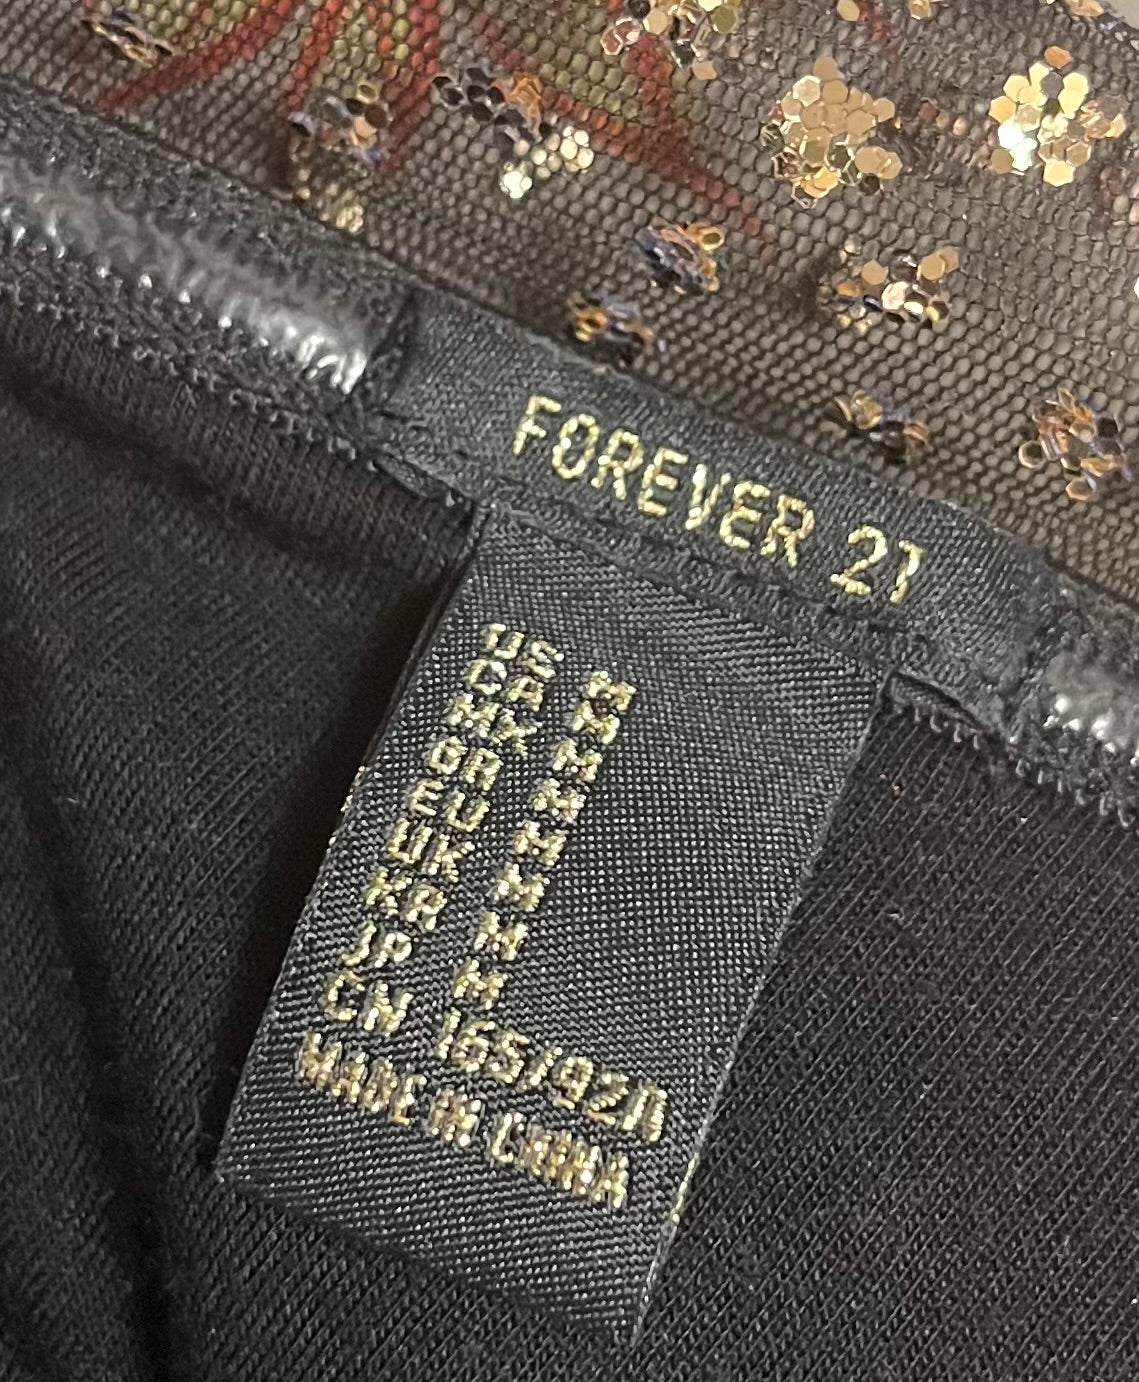 FOREVER 21
US M
CA M
MX M
GR M
EU M
UK M
KR M
JP M
CN 165/92A
MADE IN CHINA